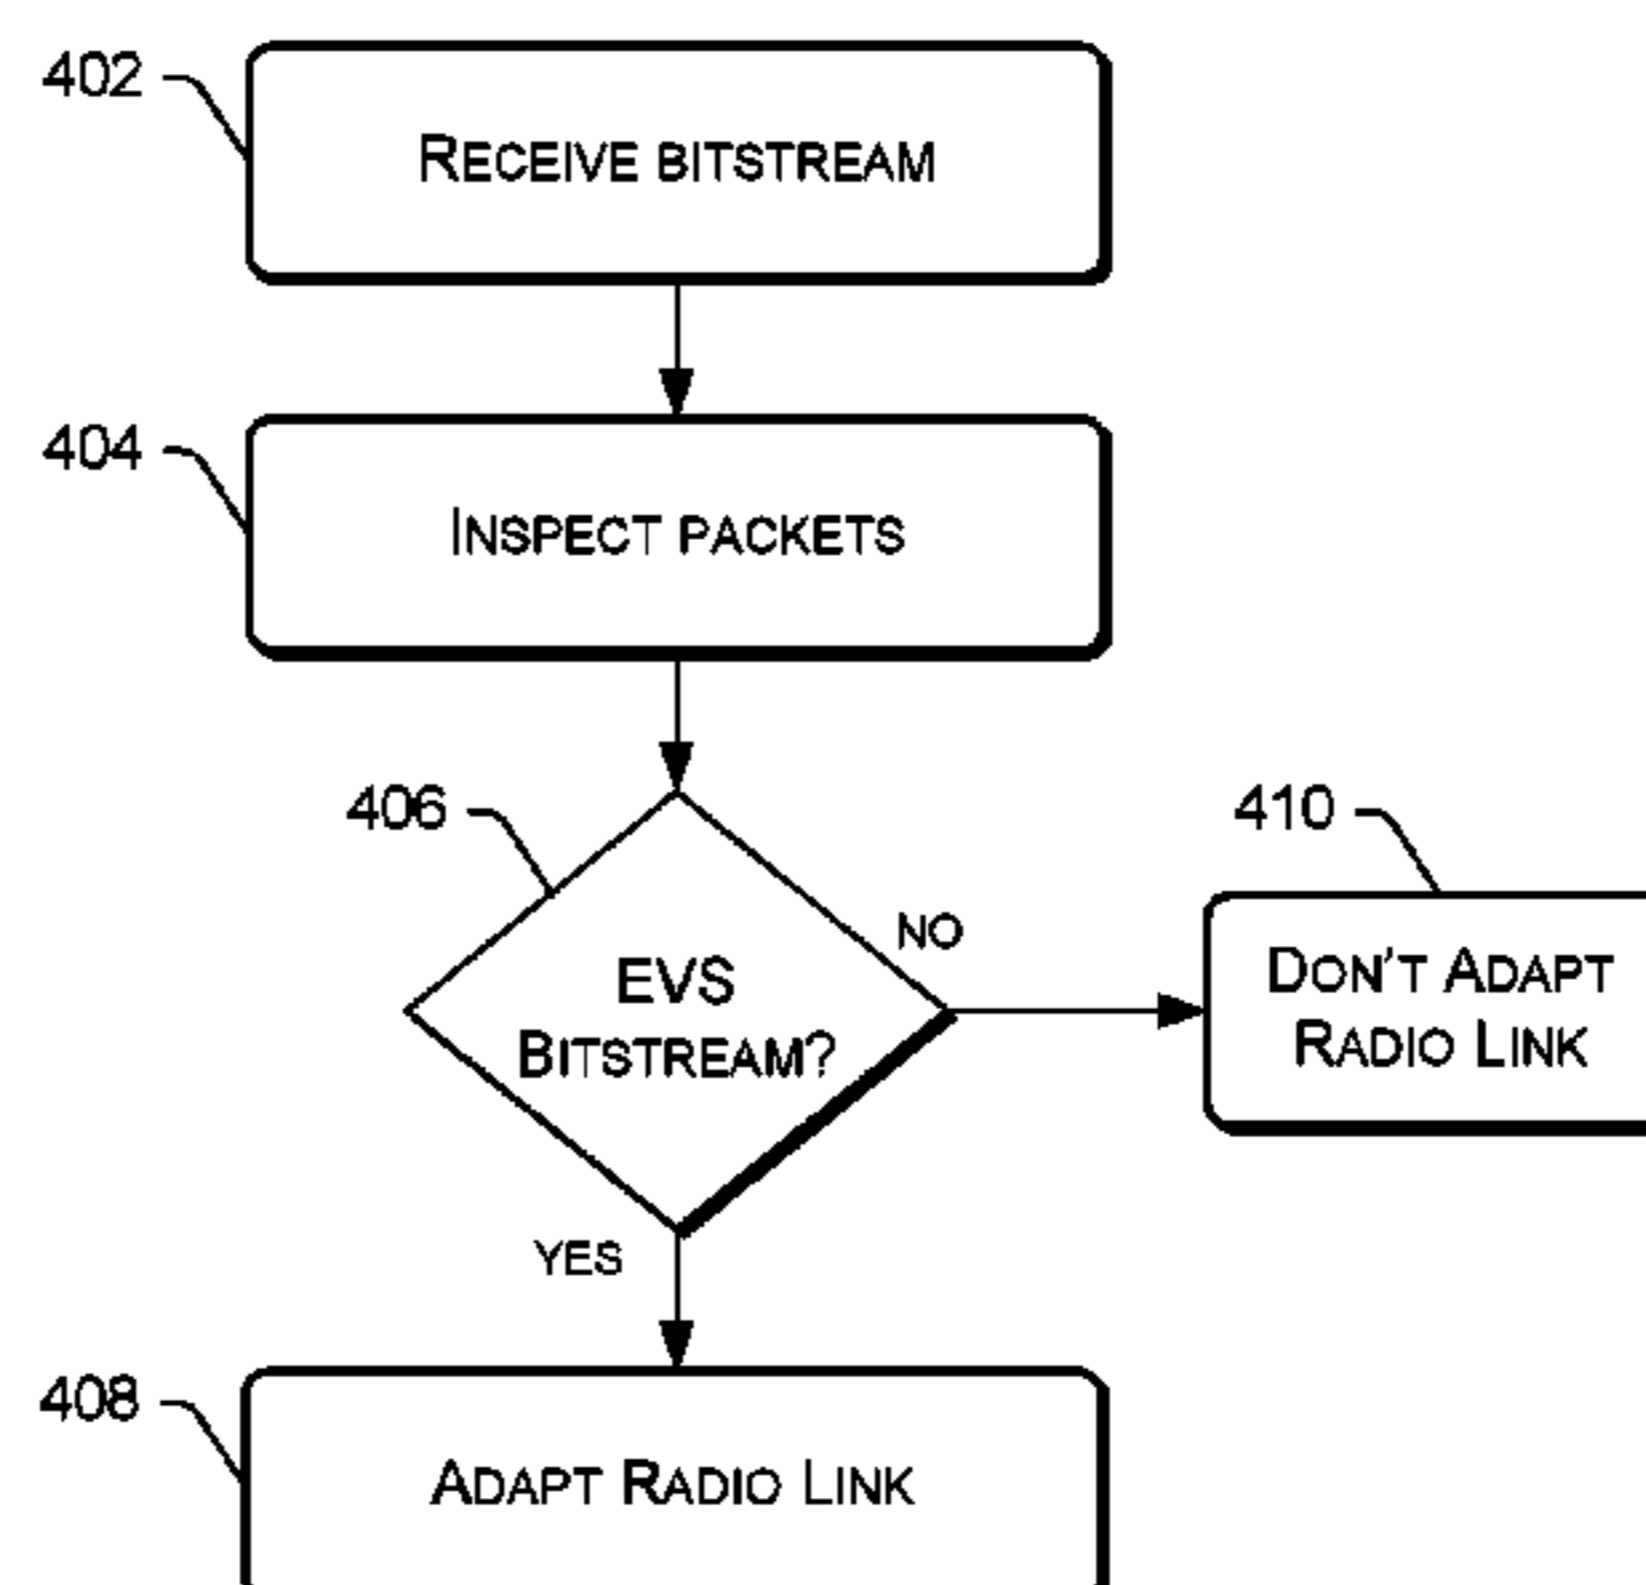 402
RECEIVE BITSTREAM
404
INSPECT PACKETS
406
410
NO
EVS
BITSTREAM?
DON'T ADAPT
RADIO LINK
YES
408
ADAPT RADIO LINK